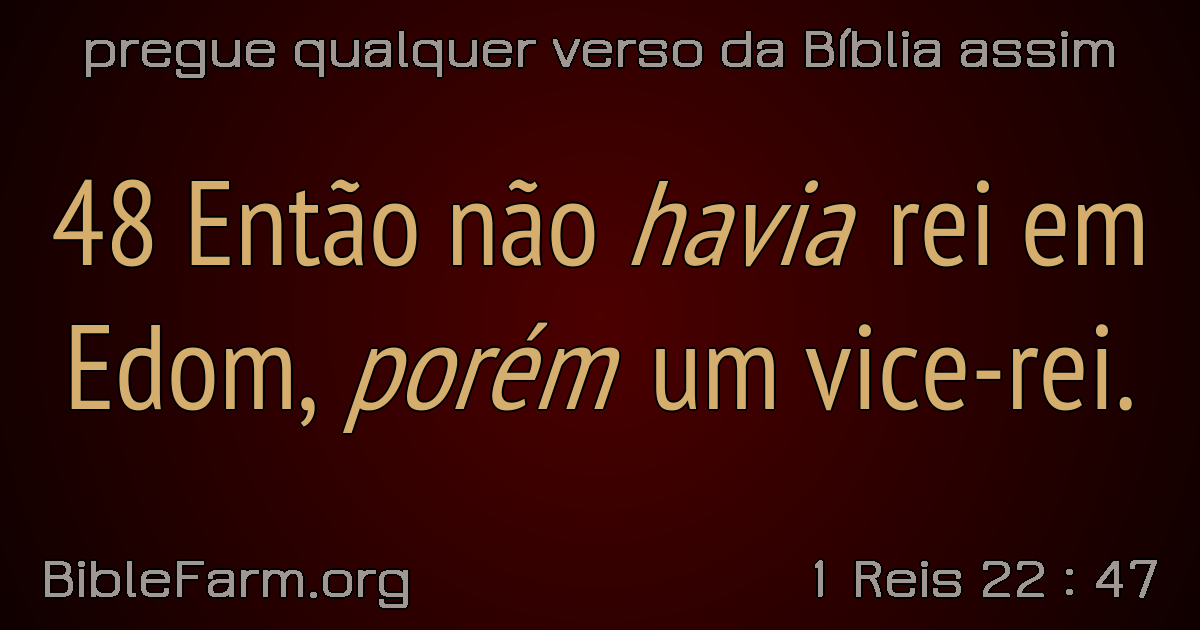 pregue qualquer verso da Bíblia assim
48 Então não havia rei em
Edom, porém um vice-rei.
BibleFarm.org
1 Reis 22 : 47